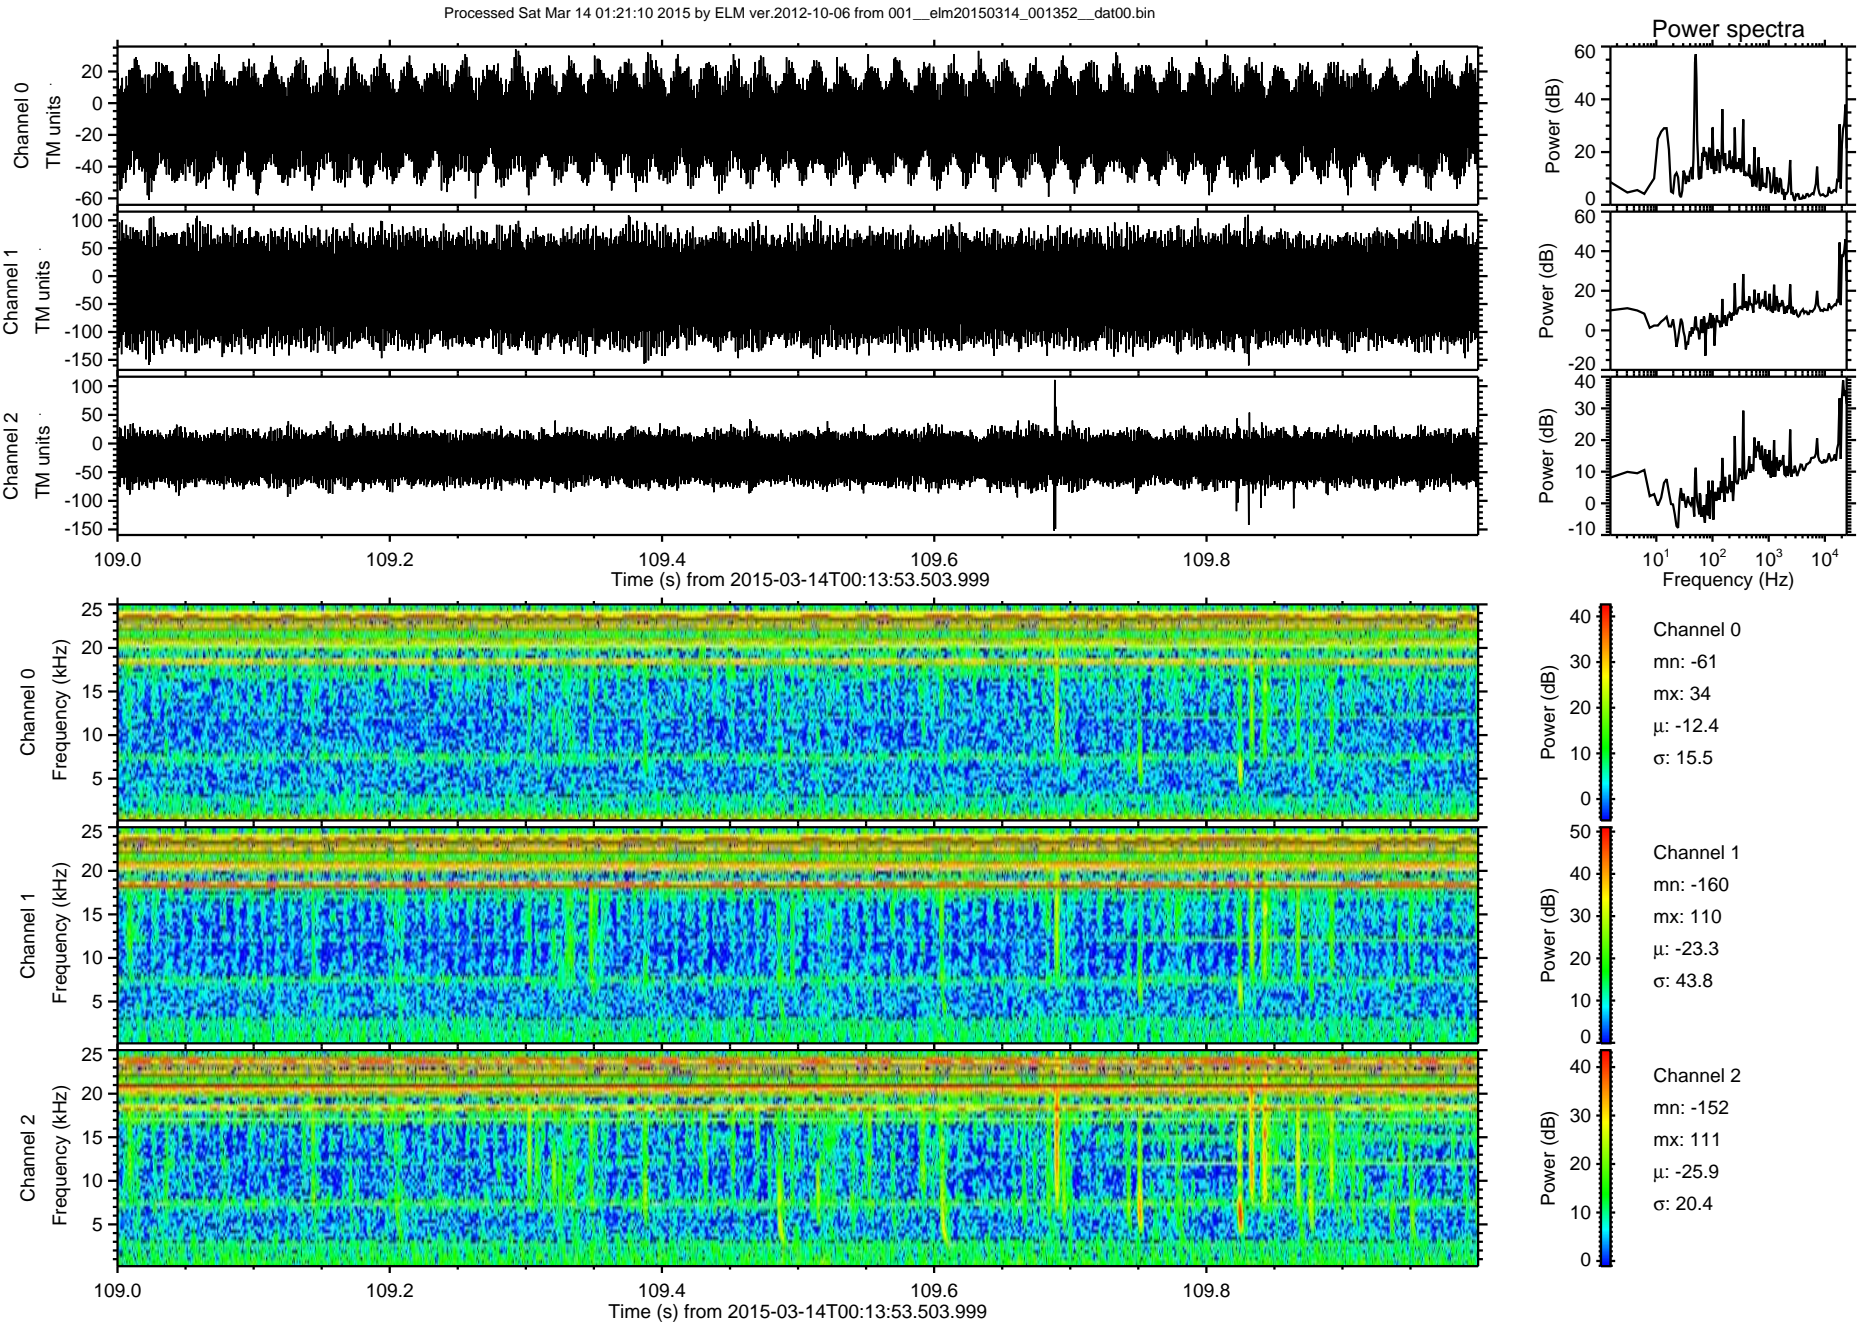 Processed Sat Mar 14 01:21:10 2015 by ELM ver.2012-10-06 from 001__elm20150314_001352__dat00.bin
Power spectra
Channel 0
TM units
20
0
-20
-40
-60
Power (dB)
60
40
20
0
Channel 1
TM units
100
50
0
-50
-100
-150
Power (dB)
60
40
20
0
-20
Channel 2
TM units
100
50
0
-50
-100
-150
Power (dB)
40
30
20
10
0
-10
109.0 109.2 109.4 109.6 109.8
Time (s) from 2015-03-14T00:13:53.503.999
10^1 10^2 10^3 10^4
Frequency (Hz)
Channel 0
Frequency (kHz)
25
20
15
10
5
Power (dB)
40
30
20
10
0
Channel 0
mn: -61
mx: 34
μ: -12.4
σ: 15.5
Channel 1
Frequency (kHz)
25
20
15
10
5
Power (dB)
50
40
30
20
10
0
Channel 1
mn: -160
mx: 110
μ: -23.3
σ: 43.8
Channel 2
Frequency (kHz)
25
20
15
10
5
Power (dB)
40
30
20
10
0
Channel 2
mn: -152
mx: 111
μ: -25.9
σ: 20.4
109.0 109.2 109.4 109.6 109.8
Time (s) from 2015-03-14T00:13:53.503.999